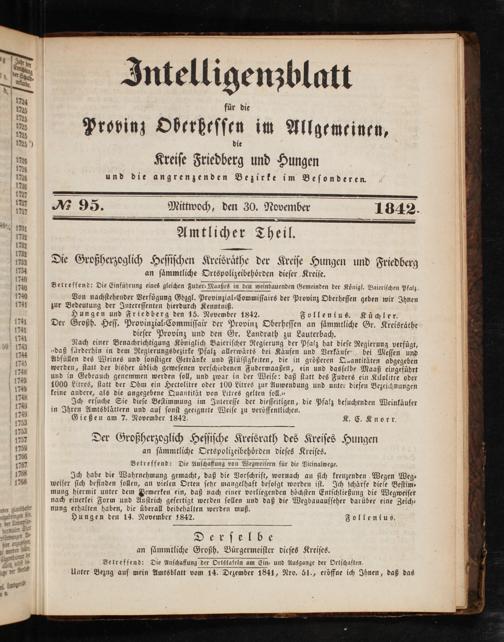 Intelligenzblatt
für die
Provinz Oberhessen im Allgemeinen,
die
Kreise Friedberg und Hungen
und die angrenzenden Bezirke im Besonderen.
№ 95. Mittwoch, den 30. November 1842.
Amtlicher Theil.
Die Großherzoglich Hessischen Kreisräthe der Kreise Hungen und Friedberg
an sämmtliche Ortspolizeibehörden dieser Kreise.
Betreffend: Die Einführung eines gleichen Fuder-Maaßes in den weinbauenden Gemeinden der Königl. Baierischen Pfalz.
Von nachstehender Verfügung Ghzgl. Provinzial-Commissairs der Provinz Oberhessen geben wir Ihnen
zur Bedeutung der Interessenten hierdurch Kenntniß.
Hungen und Friedberg den 15. November 1842. Follenius. Küchler.
Der Großh. Hess. Provinzial-Commissair der Provinz Oberhessen an sämmtliche Gr. Kreisräthe
dieser Provinz und den Gr. Landrath zu Lauterbach.
Nach einer Benachrichtigung Königlich Baierischer Regierung der Pfalz hat diese Regierung verfügt,
„daß fürderhin in dem Regierungsbezirke Pfalz allerwärts bei Käufen und Verkäufen bei Messen und
Abfüllen des Weines und sonstiger Getränke und Flüssigkeiten, die in größeren Quantitäten abgegeben
werden, statt der bisher üblich gewesenen verschiedenen Fudermaaßen, ein und dasselbe Maaß eingeführt
und in Gebrauch genommen werden soll, und zwar in der Weise: daß statt des Fuders ein Kilolitre oder
1000 Litres, statt der Ohm ein Hectolitre oder 100 Litres zur Anwendung und unter diesen Bezeichnungen
keine andere, als die angegebene Quantität von Litres gelten soll.“
Ich ersuche Sie diese Bestimmung im Interesse der diesseitigen, die Pfalz besuchenden Weinkäufer
in Ihren Amtsblättern und auf sonst geeignete Weise zu veröffentlichen.
Gießen am 7. November 1842. K. E. Knorr.
Der Großherzoglich Hessische Kreisrath des Kreises Hungen
an sämmtliche Ortspolizeibehörden dieses Kreises.
Betreffend: Die Anschaffung von Wegweisern für die Vicinalwege.
Ich habe die Wahrnehmung gemacht, daß die Vorschrift, wornach an sich kreuzenden Wegen Weg-
weiser sich befinden sollen, an vielen Orten sehr mangelhaft befolgt worden ist. Ich schärfe diese Bestim-
mung hiermit unter dem Bemerken ein, daß nach einer vorliegenden höchsten Entschließung die Wegweiser
nach einerlei Form und Anstrich gefertigt werden sollen und daß die Wegbauaufseher darüber eine Zeich-
nung erhalten haben, die überall beibehalten werden muß.
Hungen den 14. November 1842. Follenius.
Derselbe
an sämmtliche Großh. Bürgermeister dieses Kreises.
Betreffend: Die Anschaffung der Ortstafeln am Ein- und Ausgange der Ortschaften.
Unter Bezug auf mein Amtsblatt vom 14. Dezember 1841, Nro. 51., eröffne ich Ihnen, daß das